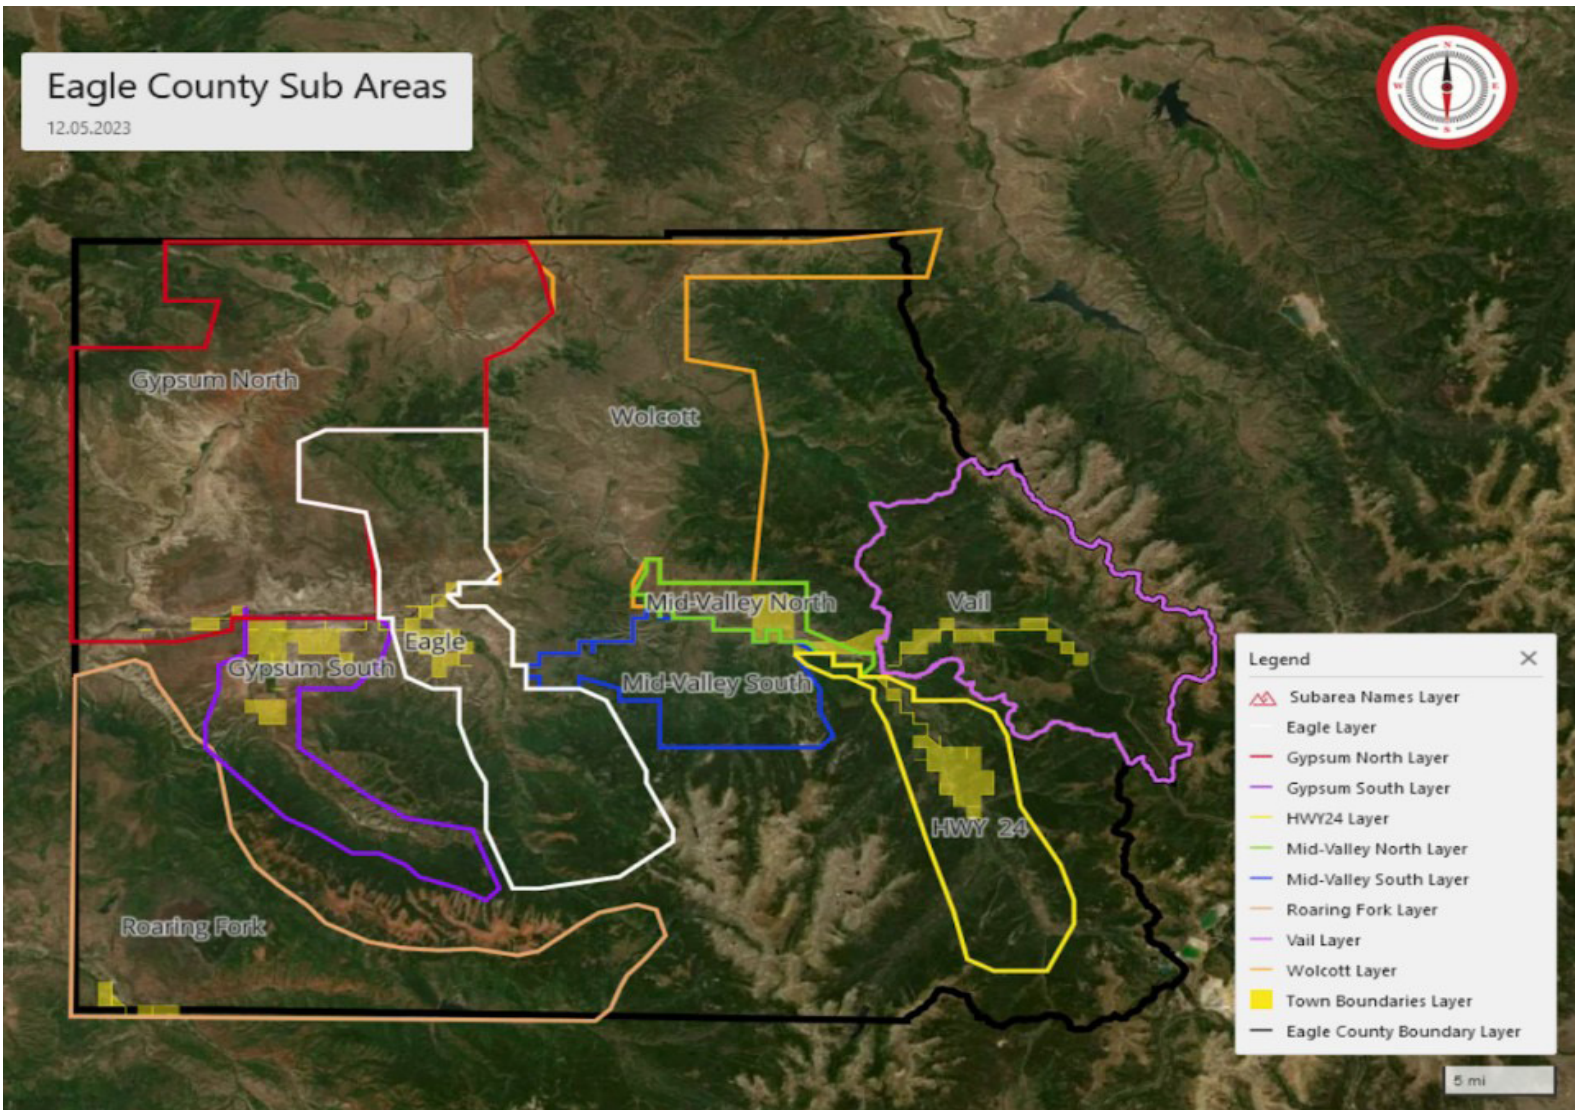 Eagle County Sub Areas
12.05.2023
N
W
E
S
Gypsum North
Wolcott
Mid-Valley North
Vail
Eagle
Gypsum South
Mid-Valley South
HWY 24
Roaring Fork
Legend
Subarea Names Layer
Eagle Layer
Gypsum North Layer
Gypsum South Layer
HWY24 Layer
Mid-Valley North Layer
Mid-Valley South Layer
Roaring Fork Layer
Vail Layer
Wolcott Layer
Town Boundaries Layer
Eagle County Boundary Layer
5 mi